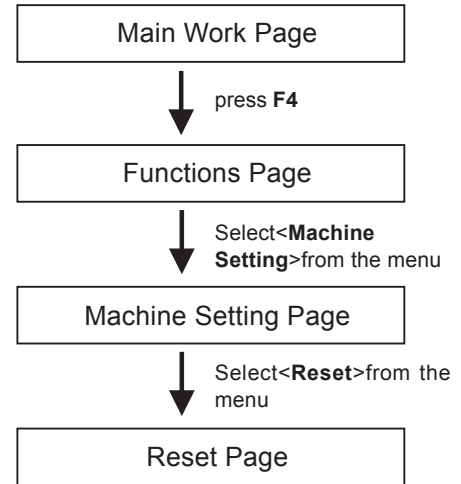 Main Work Page
press F4
Functions Page
Select<Machine
Setting>from the menu
Machine Setting Page
Select<Reset>from the
menu
Reset Page